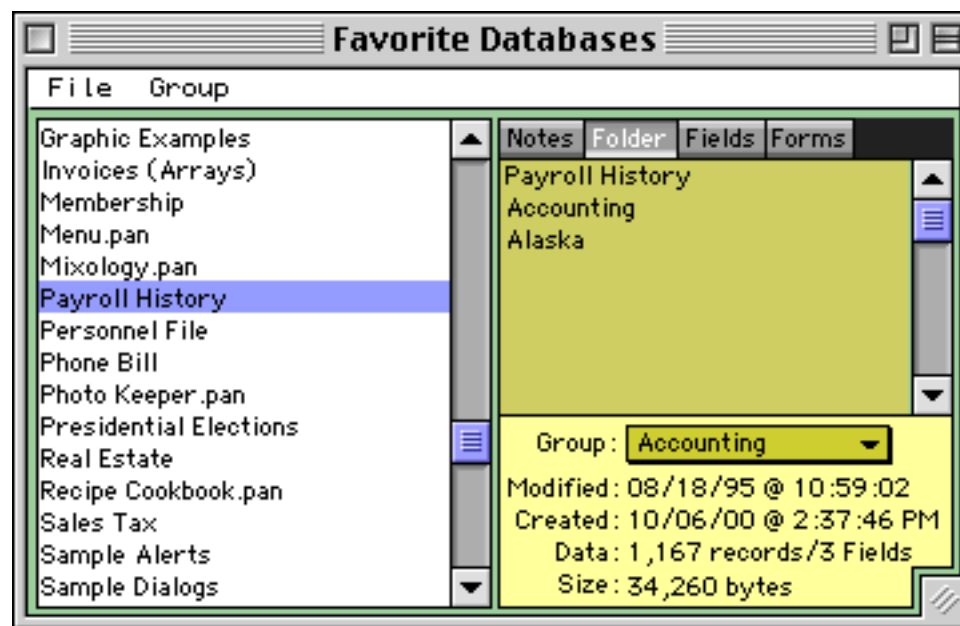 Favorite Databases
File Group
Graphic Examples
Invoices (Arrays)
Membership
Menu.pan
Mixology.pan
Payroll History
Personnel File
Phone Bill
Photo Keeper.pan
Presidential Elections
Real Estate
Recipe Cookbook.pan
Sales Tax
Sample Alerts
Sample Dialogs
Notes Folder Fields Forms
Payroll History
Accounting
Alaska
Group: Accounting
Modified: 08/18/95 @ 10:59:02
Created: 10/06/00 @ 2:37:46 PM
Data: 1,167 records/3 Fields
Size: 34,260 bytes